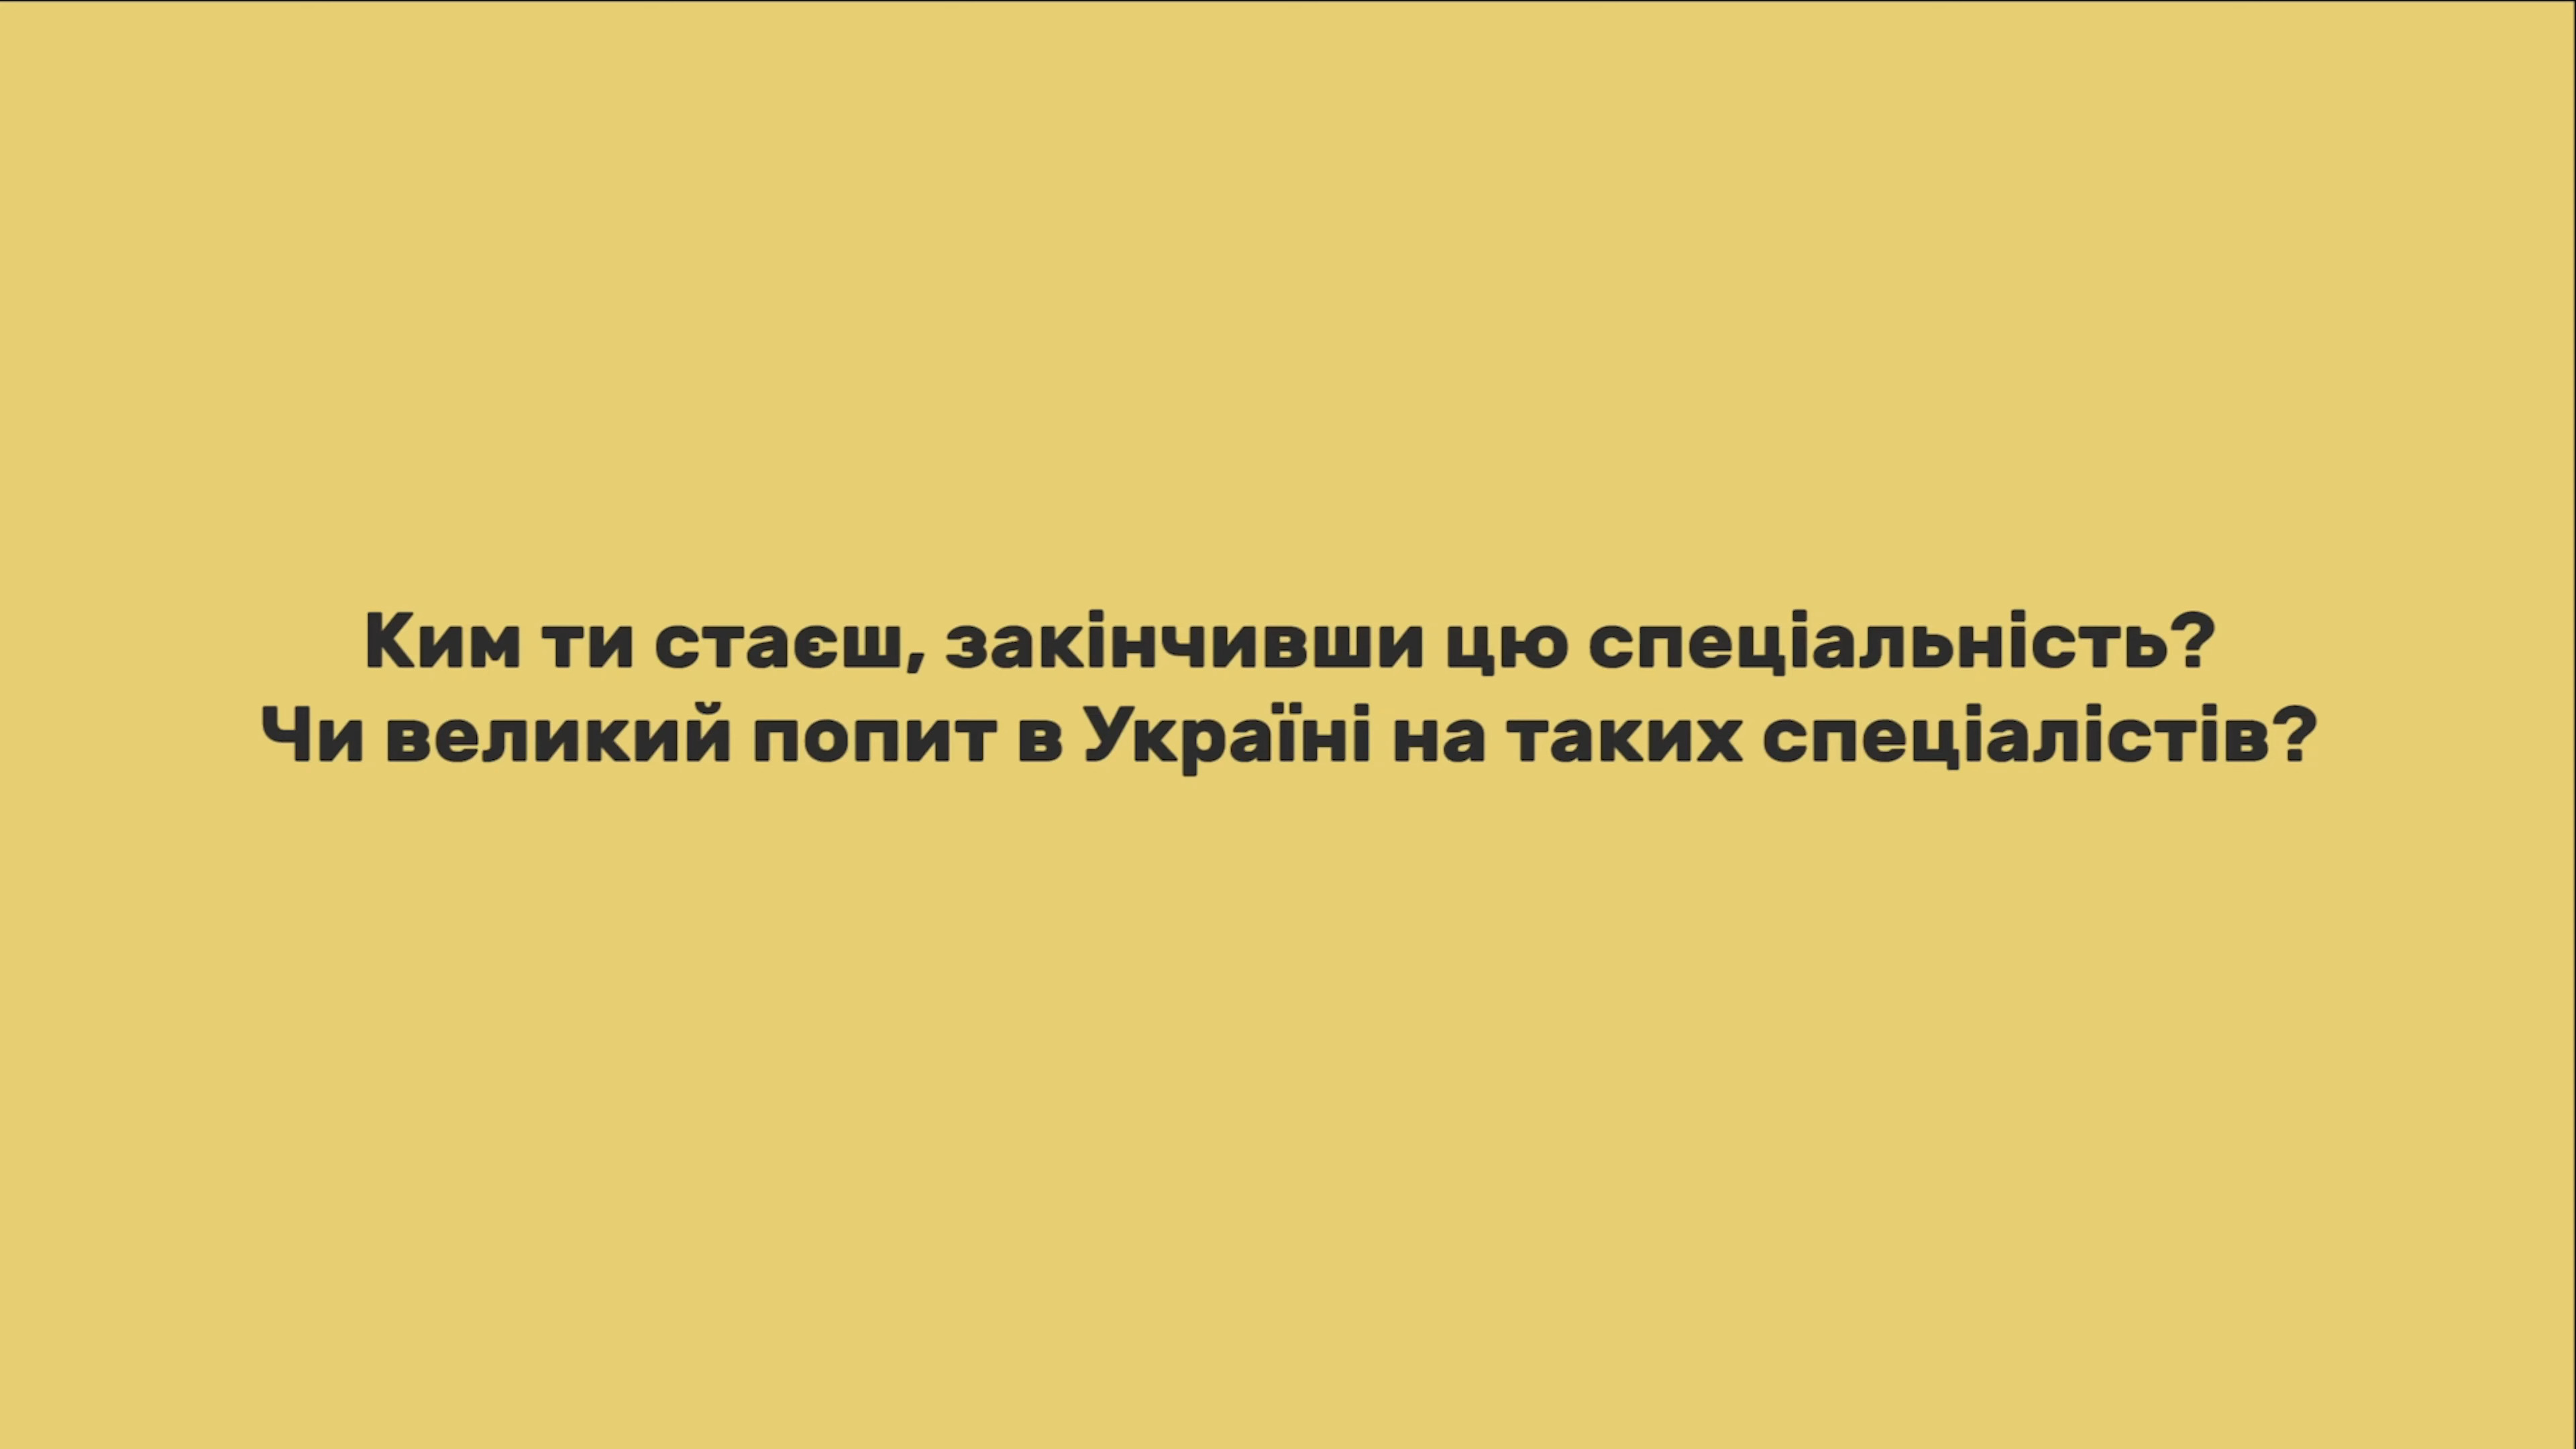 Ким ти стаєш, закінчивши цю спеціальність?
Чи великий попит в Україні на таких спеціалістів?